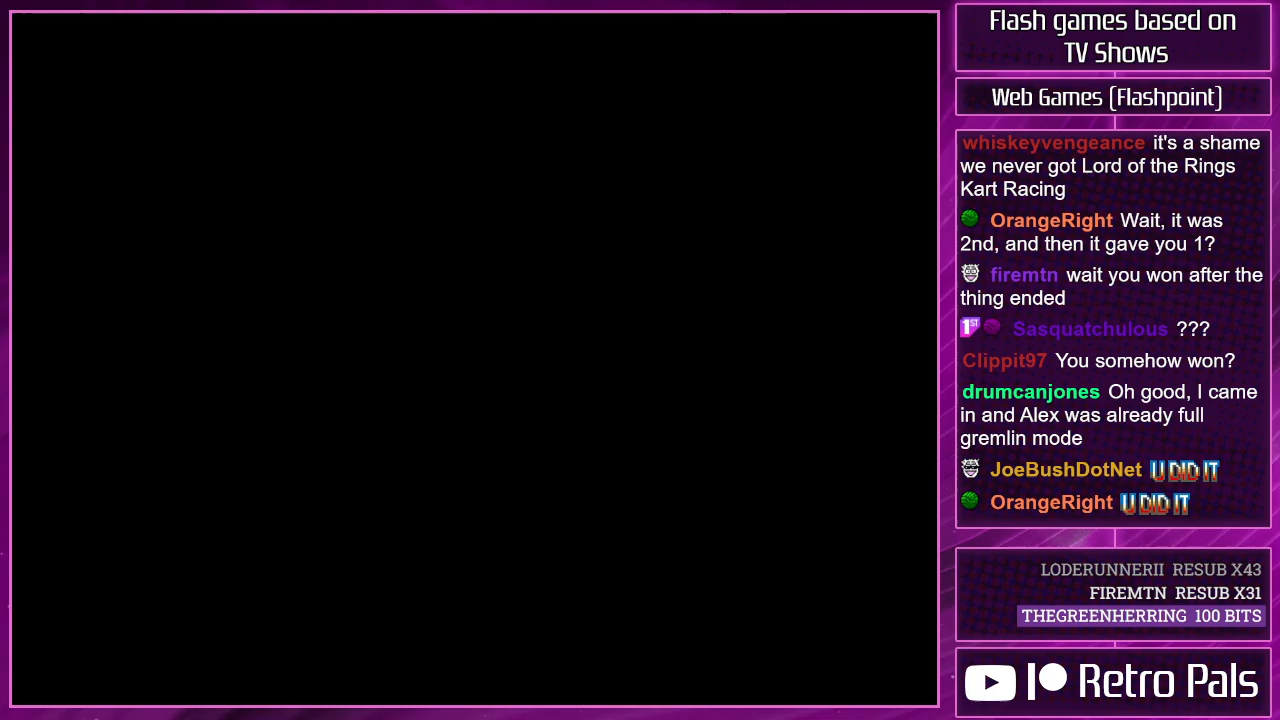 Flash games based on
TV Shows
Web Games (Flashpoint)
whiskeyvengeance it's a shame
we never got Lord of the Rings
Kart Racing
OrangeRight Wait, it was
2nd, and then it gave you 1?
firemtn wait you won after the
thing ended
1ST Sasquatchulous ???
Clippit97 You somehow won?
drumcanjones Oh good, I came
in and Alex was already full
gremlin mode
JoeBushDotNet U DID IT
OrangeRight U DID IT
LODERUNNERII RESUB X43
FIREMTN RESUB X31
THEGREENHERRING 100 BITS
Retro Pals